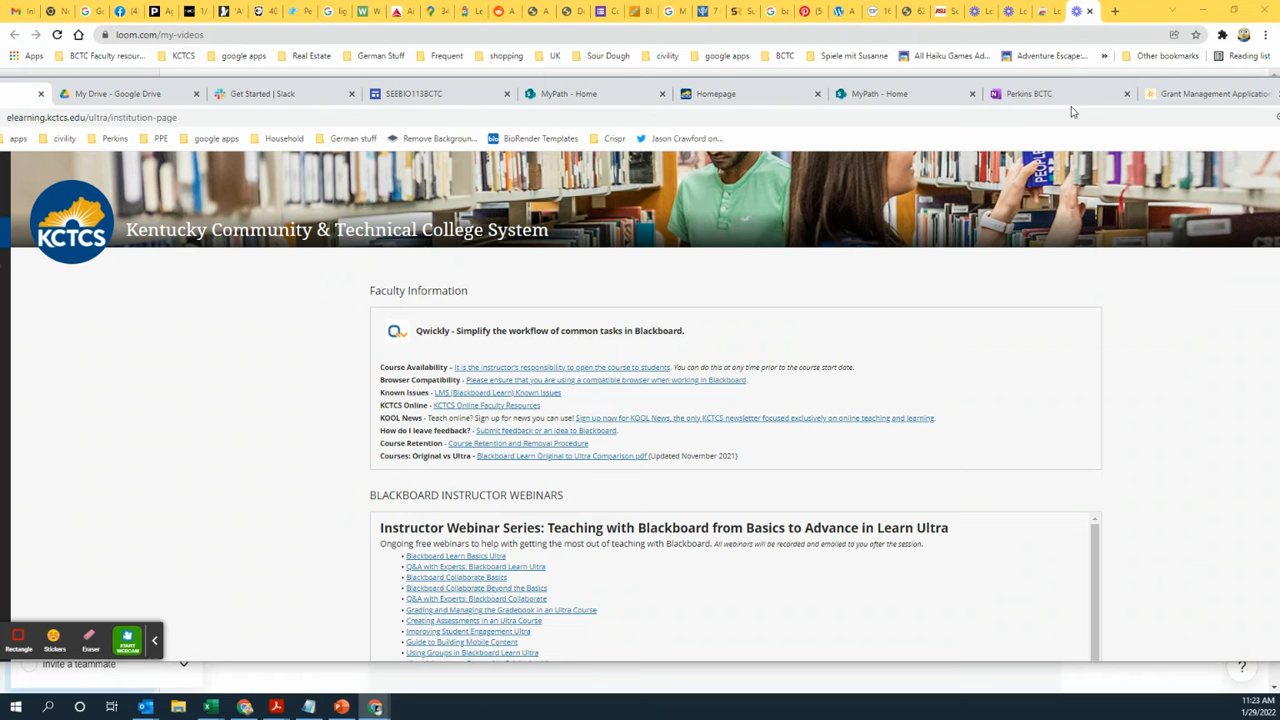 In
loom.com/my-videos
Apps
BCTC Faculty resour...
KCTCS
google apps
Real Estate
German Stuff
Frequent
shopping
UK
Sour Dough
civility
google apps
BCTC
Spiele mit Susanne
All Haiku Games Ad...
Adventure Escape:...
»
Other bookmarks
Reading list
My Drive - Google Drive
Get Started | Slack
SEEBIO113BCTC
MyPath - Home
Homepage
MyPath - Home
Perkins BCTC
Grant Management Application
elearning.kctcs.edu/ultra/institution-page
apps
civility
Perkins
PPE
google apps
Household
Getting stuff Done
Remove Backgroun...
bio
BioRender Templates
Crispr
Jason Crawford on...
KCTCS
Kentucky Community & Technical College System
Faculty Information
Qwickly - Simplify the workflow of common tasks in Blackboard.
Course Availability - It is the instructor's responsibility to open the course to students. You can do this at any time prior to the course start date.
Browser Compatibility - Please ensure that you are using a compatible browser when working in Blackboard.
Known Issues - LMS (Blackboard Learn) Known Issues
KCTCS Online - KCTCS Online Faculty Resources
KOOL News - Teach online? Sign up for news you can use! Sign up now for KOOL News, the only KCTCS newsletter focused exclusively on online teaching and learning.
How do I leave feedback? - Submit feedback or an idea to Blackboard.
Course Retention - Course Retention and Removal Procedure
Courses: Original vs Ultra - Blackboard Learn Original to Ultra Comparison.pdf (Updated November 2021)
BLACKBOARD INSTRUCTOR WEBINARS
Instructor Webinar Series: Teaching with Blackboard from Basics to Advance in Learn Ultra
Ongoing free webinars to help with getting the most out of teaching with Blackboard. All webinars will be recorded and emailed to you after the session.
• Blackboard Learn Basics Ultra
• Q&A with Experts: Blackboard Learn Ultra
• Blackboard Collaborate Basics
• Blackboard Collaborate Beyond the Basics
• Q&A with Experts: Blackboard Collaborate
• Grading and Managing the Gradebook in an Ultra Course
• Creating Assessments in an Ultra Course
• Improving Student Engagement Ultra
• Guide to Building Mobile Content
• Using Groups in Blackboard Learn Ultra
Rectangle
Stickers
Eraser
START WEBCAM
Invite a teammate
?
11:23 AM
1/29/2022